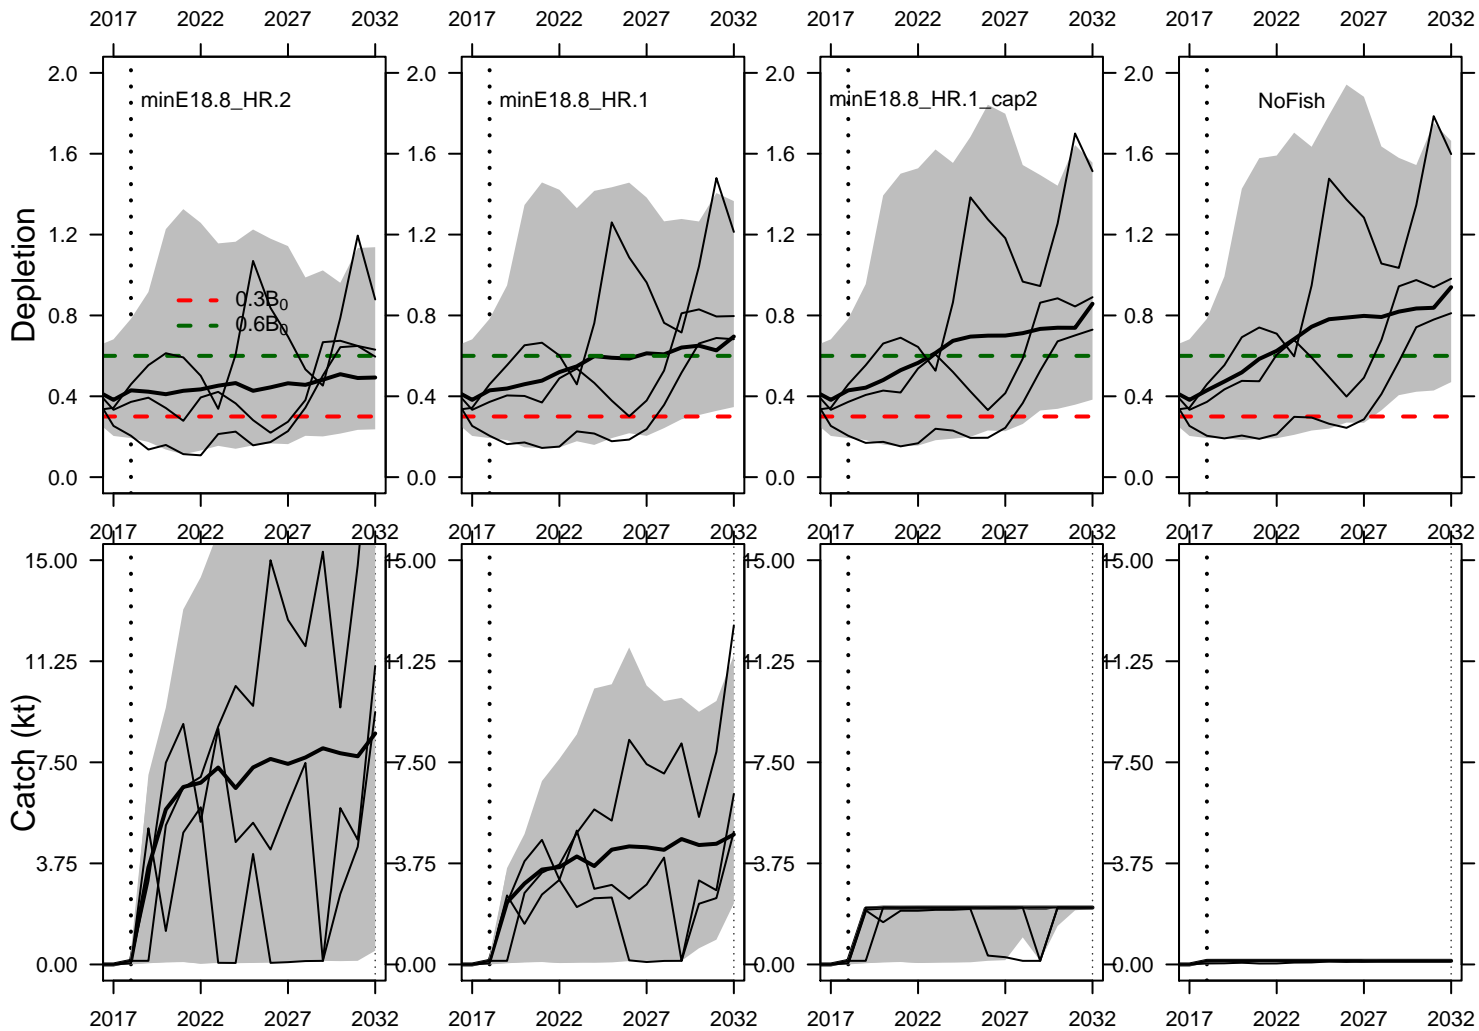 2017 2022 2027 2032 2017 2022 2027 2032 2017 2022 2027 2032 2017 2022 2027 2032
2.0 2.0 2.0 2.0
minE18.8_HR.2 minE18.8_HR.1 minE18.8_HR.1_cap2 NoFish
1.6 1.6 1.6 1.6
1.2 1.2 1.2 1.2
Depletion
0.3B0
0.8 0.8 0.8 0.8
0.6B0
0.4 0.4 0.4 0.4
0.0 0.0 0.0 0.0
2017 2022 2027 2032 2017 2022 2027 2032 2017 2022 2027 2032 2017 2022 2027 2032
15.00 15.00 15.00 15.00
11.25 11.25 11.25 11.25
Catch (kt)
7.50 7.50 7.50 7.50
3.75 3.75 3.75 3.75
0.00 0.00 0.00 0.00
2017 2022 2027 2032 2017 2022 2027 2032 2017 2022 2027 2032 2017 2022 2027 2032